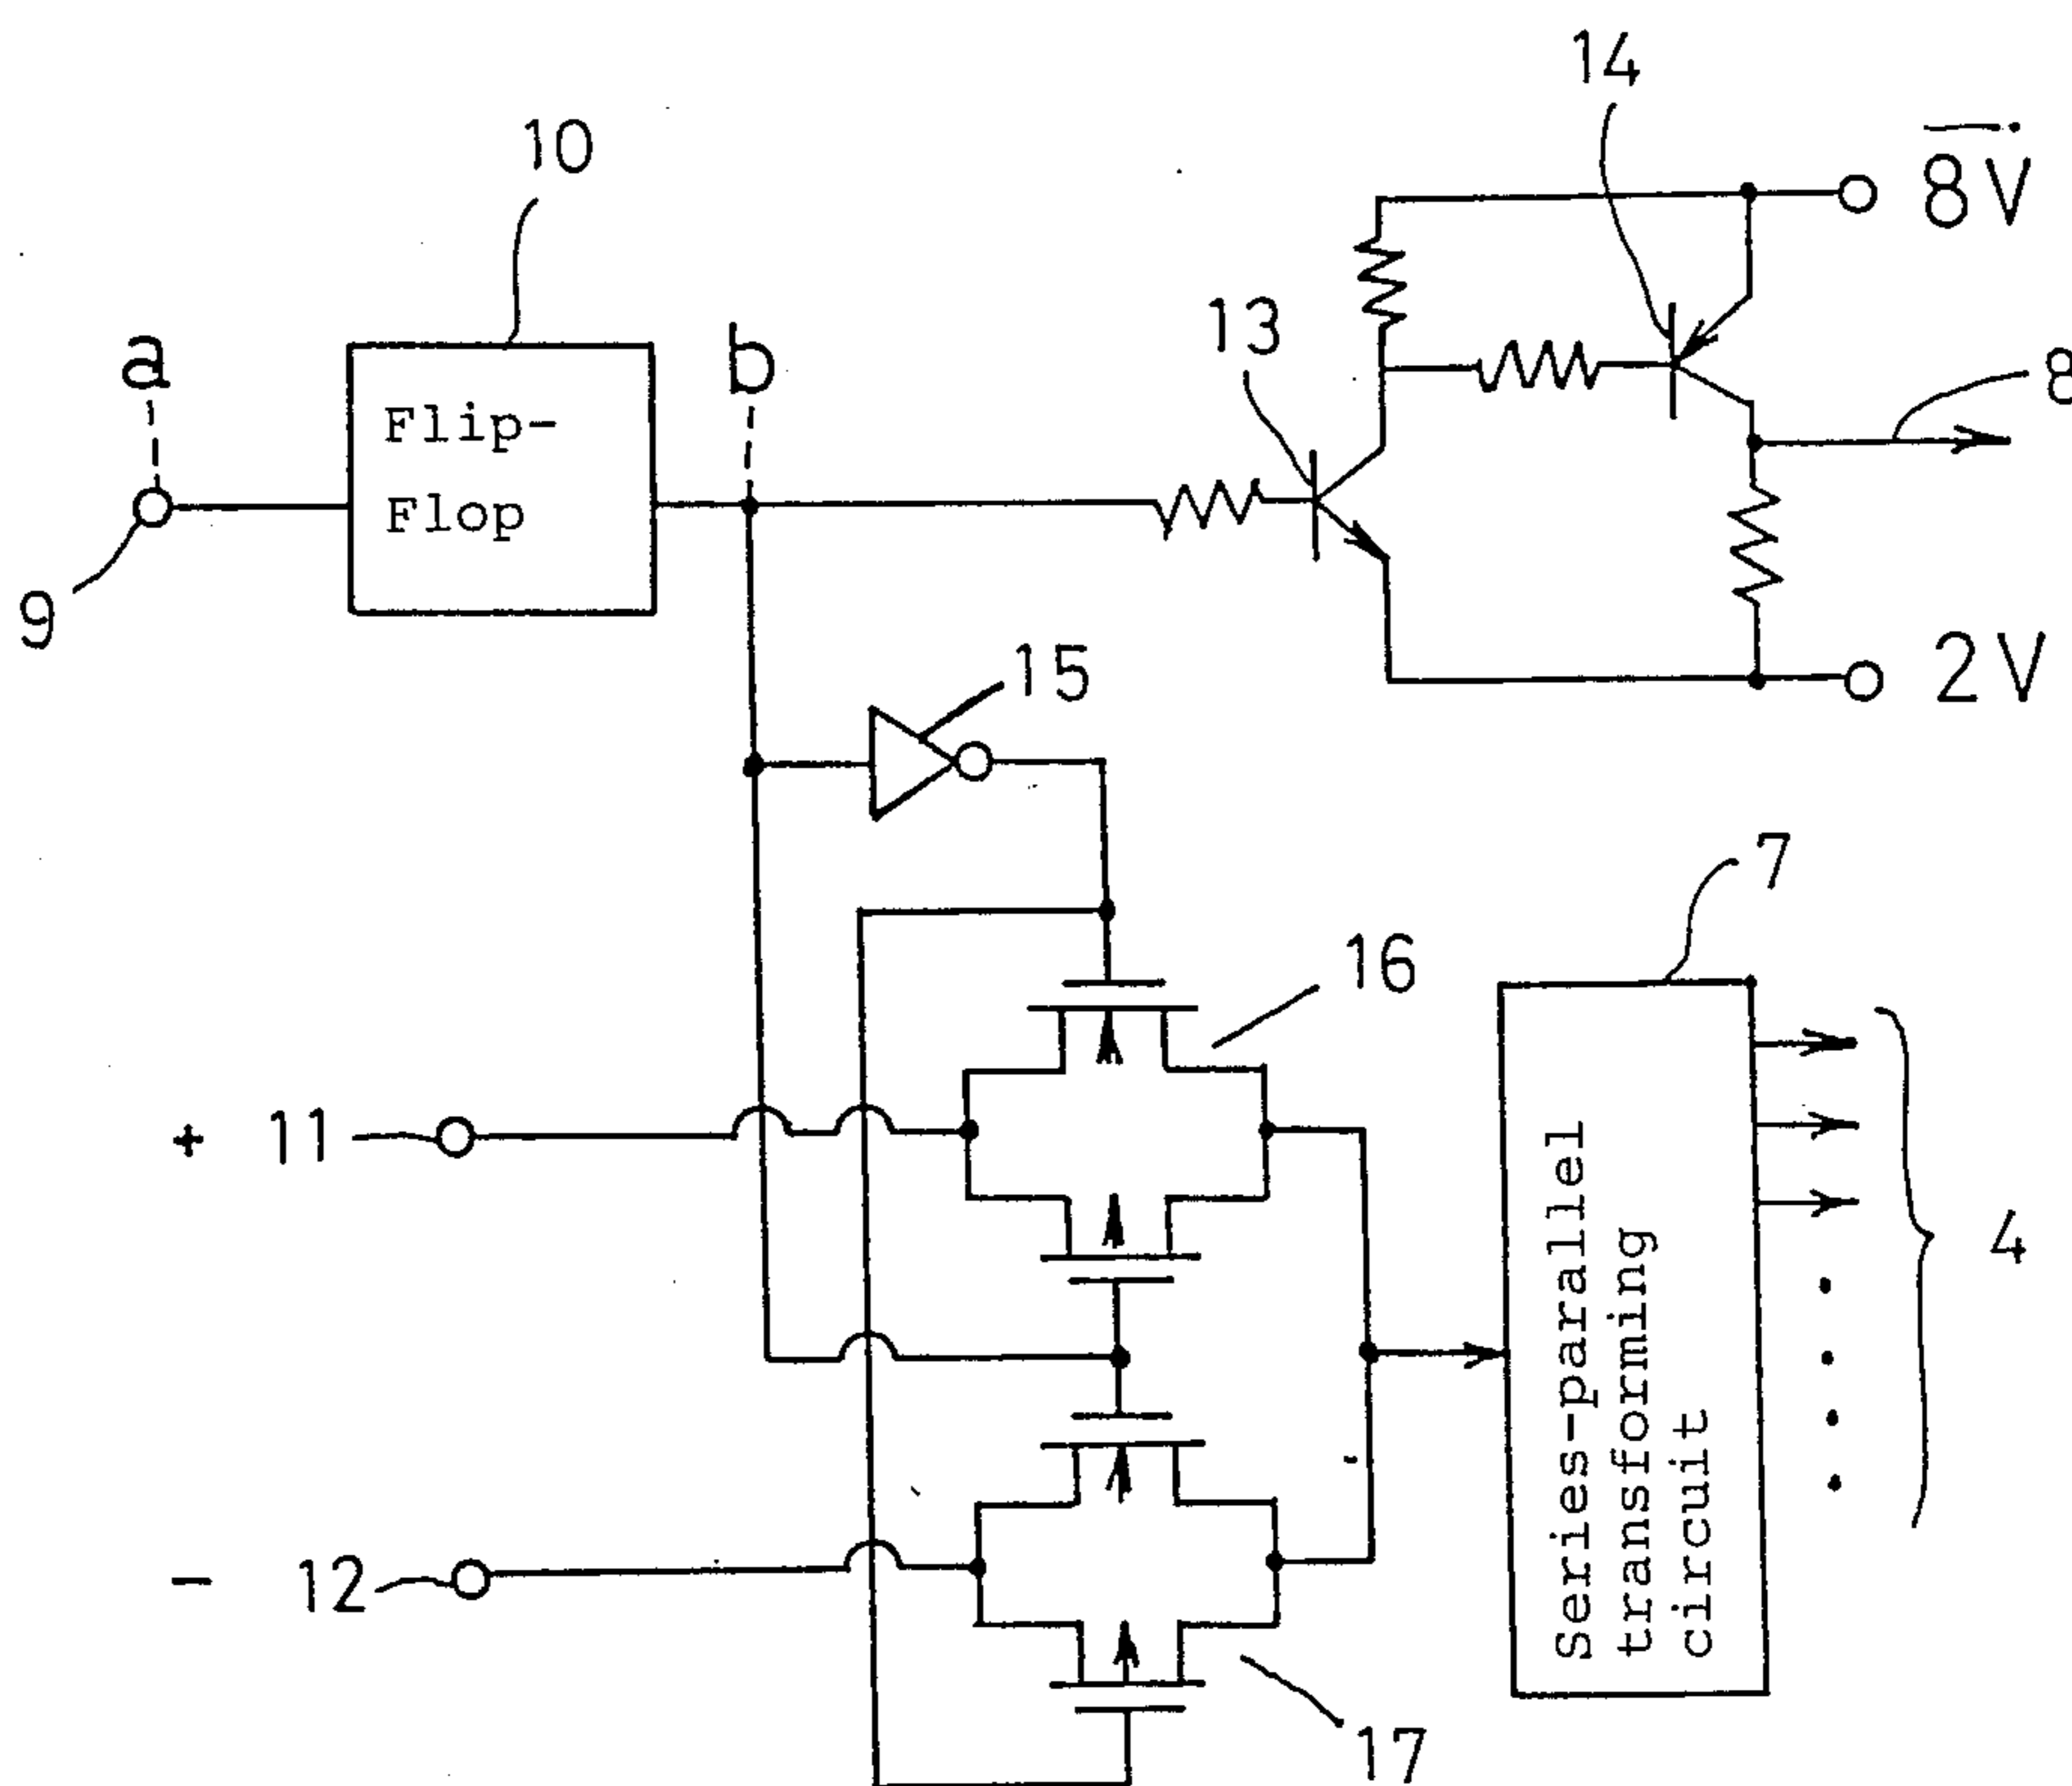 14
10
8V
a
b
13
8
Flip-
Flop
9
15
2V
7
16
+ 11
Series-parallel
transforming
circuit
4
- 12
17